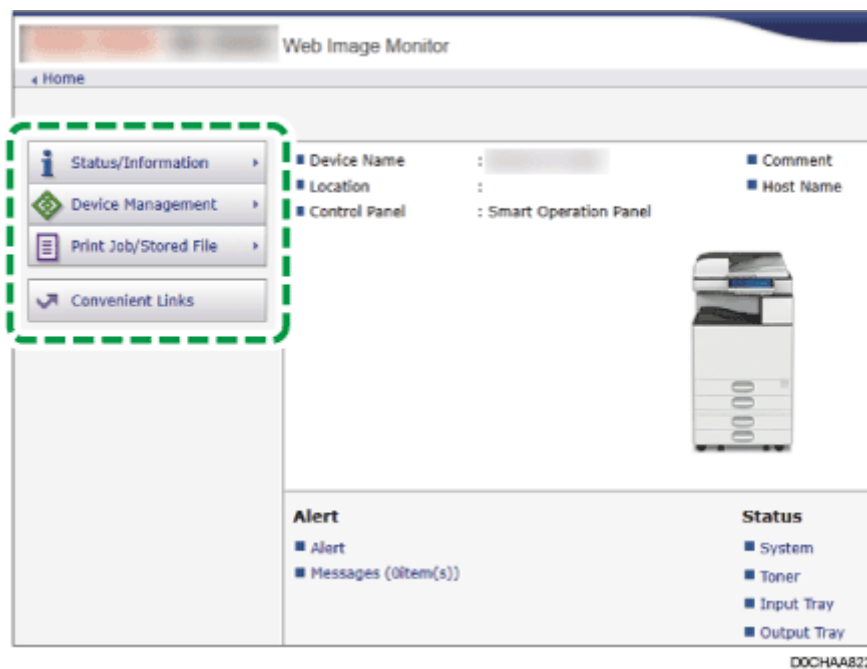 Web Image Monitor
Home
Status/Information
Device Management
Print Job/Stored File
Convenient Links
Device Name :
Location :
Control Panel : Smart Operation Panel
Comment
Host Name
Alert
Alert
Messages (0item(s))
Status
System
Toner
Input Tray
Output Tray